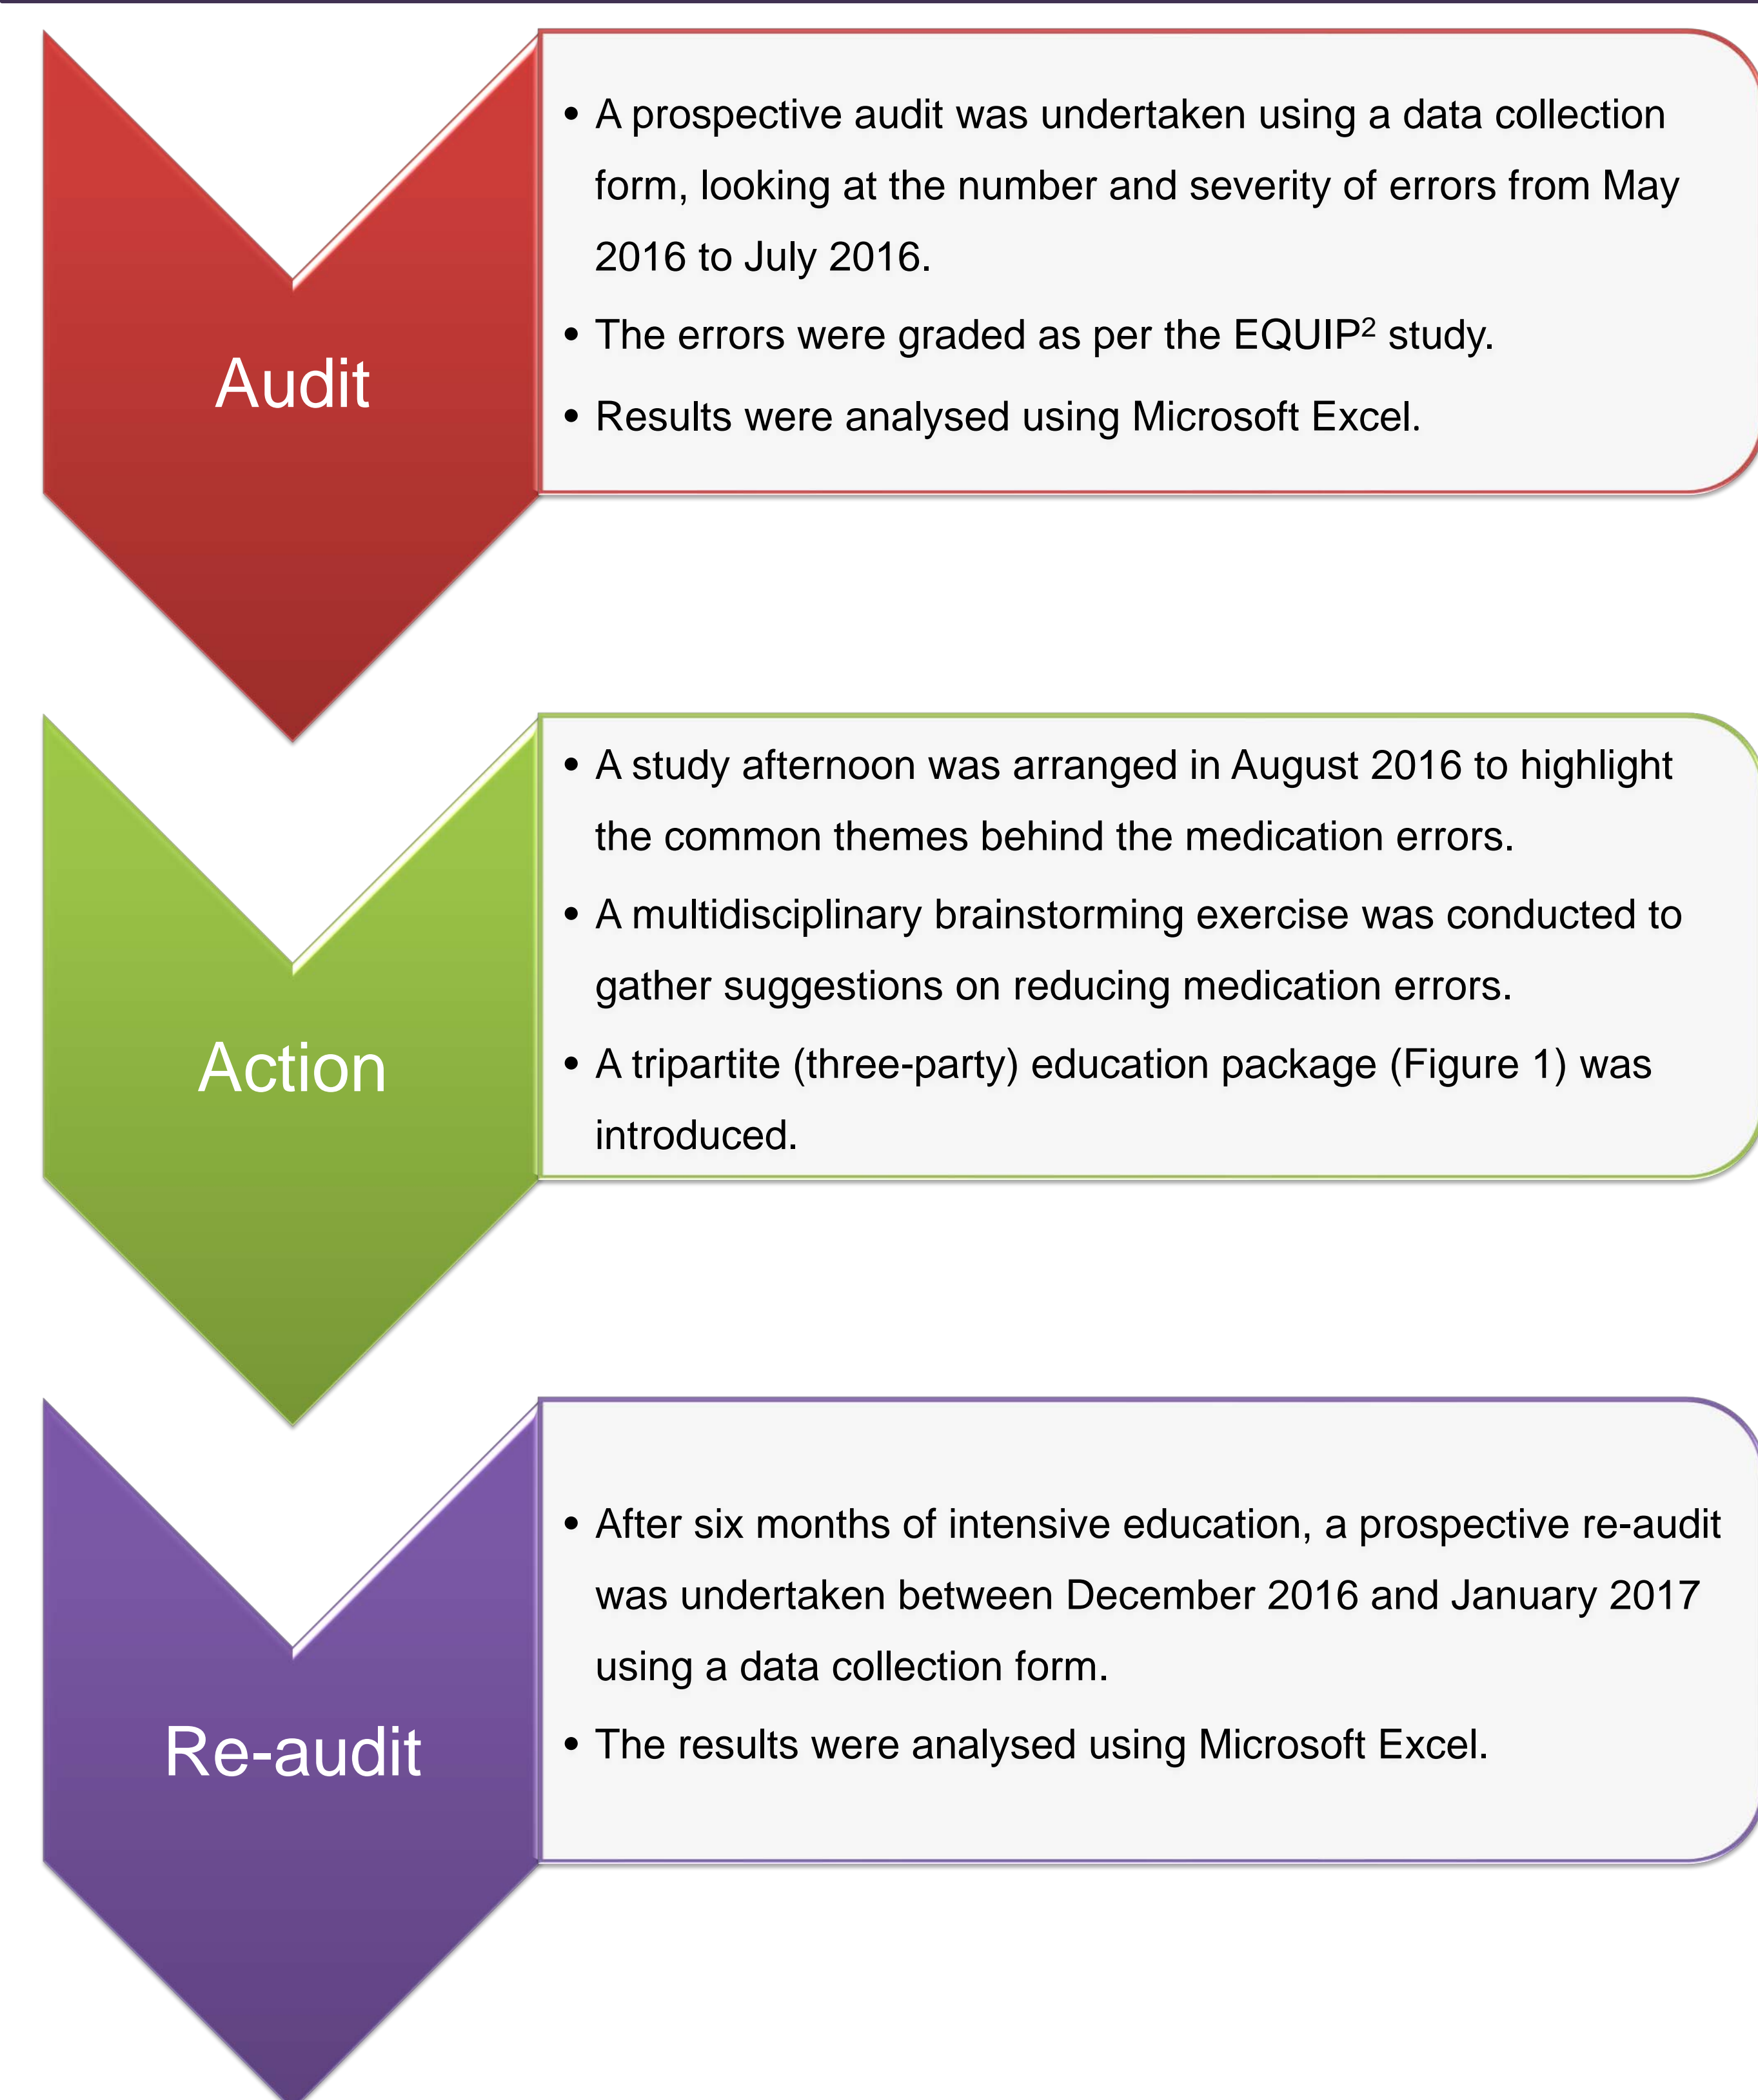 Audit
• A prospective audit was undertaken using a data collection
form, looking at the number and severity of errors from May
2016 to July 2016.
• The errors were graded as per the EQUIP² study.
• Results were analysed using Microsoft Excel.
Action
• A study afternoon was arranged in August 2016 to highlight
the common themes behind the medication errors.
• A multidisciplinary brainstorming exercise was conducted to
gather suggestions on reducing medication errors.
• A tripartite (three-party) education package (Figure 1) was
introduced.
Re-audit
• After six months of intensive education, a prospective re-audit
was undertaken between December 2016 and January 2017
using a data collection form.
• The results were analysed using Microsoft Excel.